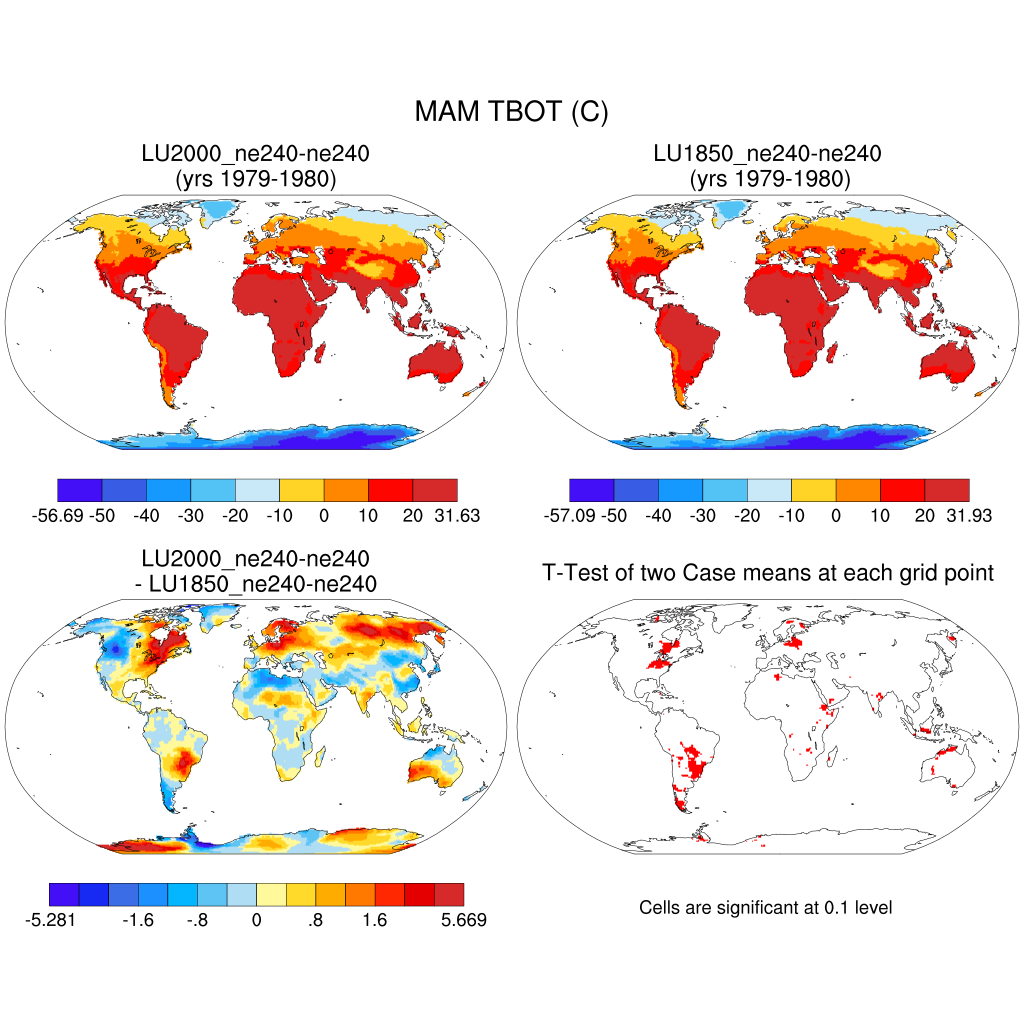 MAM TBOT (C)
LU2000_ne240-ne240
(yrs 1979-1980)
LU1850_ne240-ne240
(yrs 1979-1980)
-56.69 -50 -40 -30 -20 -10 0 10 20 31.63
-57.09 -50 -40 -30 -20 -10 0 10 20 31.93
LU2000_ne240-ne240
- LU1850_ne240-ne240
T-Test of two Case means at each grid point
-5.281 -1.6 -.8 0 .8 1.6 5.669
Cells are significant at 0.1 level